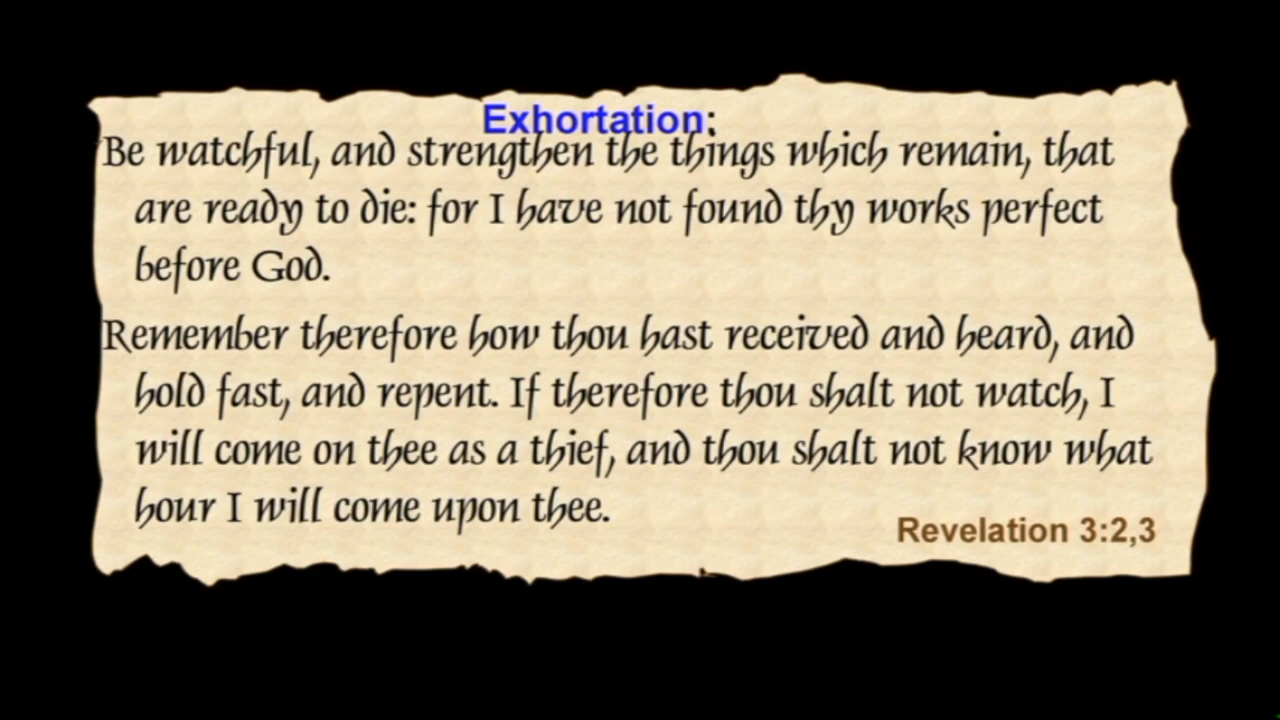 Exhortation:
Be watchful, and strengthen the things which remain, that
are ready to die: for I have not found thy works perfect
before God.
Remember therefore how thou hast received and heard, and
hold fast, and repent. If therefore thou shalt not watch, I
will come on thee as a thief, and thou shalt not know what
hour I will come upon thee.
Revelation 3:2,3